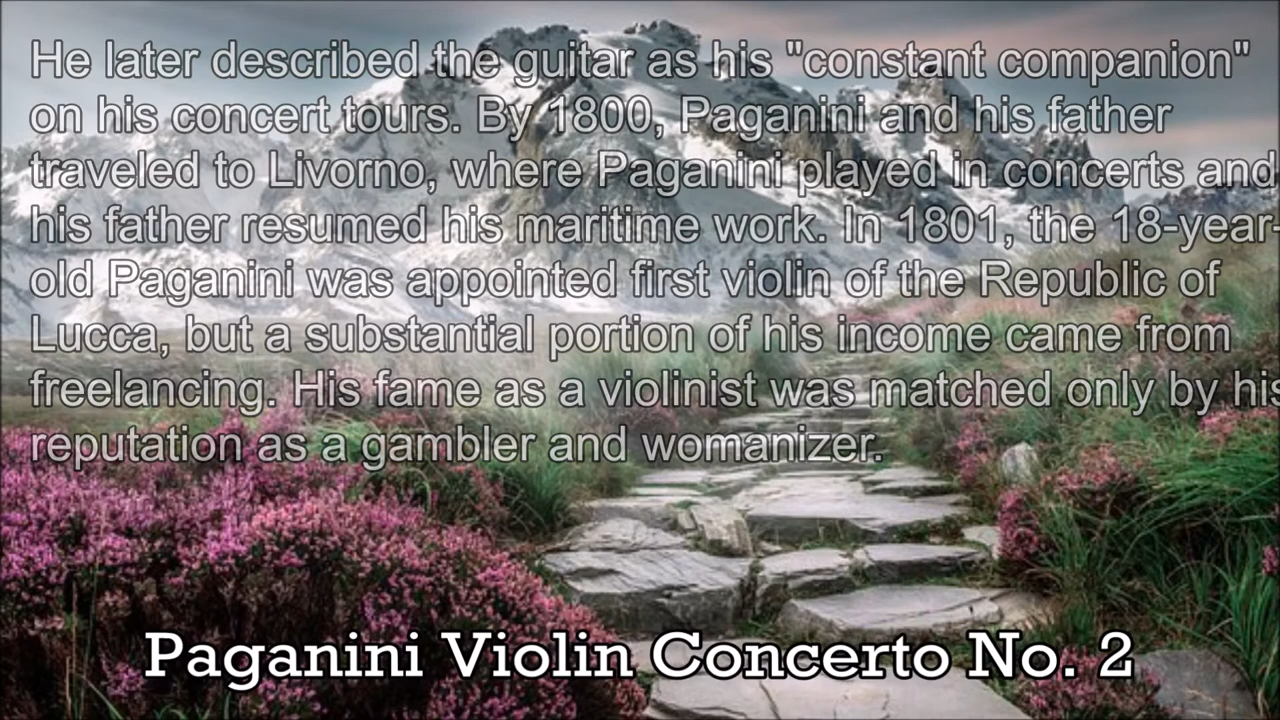 He later described the guitar as his "constant companion"
on his concert tours. By 1800, Paganini and his father
traveled to Livorno, where Paganini played in concerts and
his father resumed his maritime work. In 1801, the 18-year-
old Paganini was appointed first violin of the Republic of
Lucca, but a substantial portion of his income came from
freelancing. His fame as a violinist was matched only by his
reputation as a gambler and womanizer.
Paganini Violin Concerto No. 2